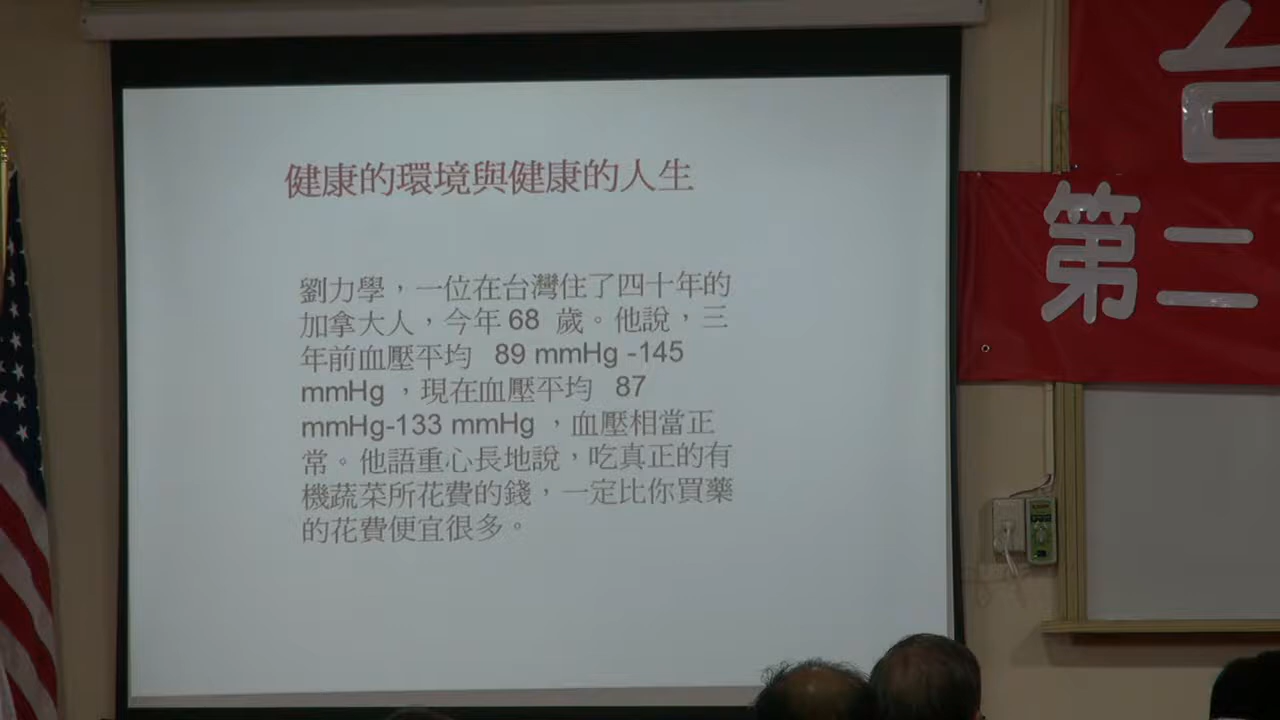 健康的環境與健康的人生
劉力學，一位在台灣住了四十年的
加拿大人，今年 68 歲。他說，三
年前血壓平均 89 mmHg -145
mmHg ，現在血壓平均 87
mmHg-133 mmHg ，血壓相當正
常。他語重心長地說，吃真正的有
機蔬菜所花費的錢，一定比你買藥
的花費便宜很多。
台
第二